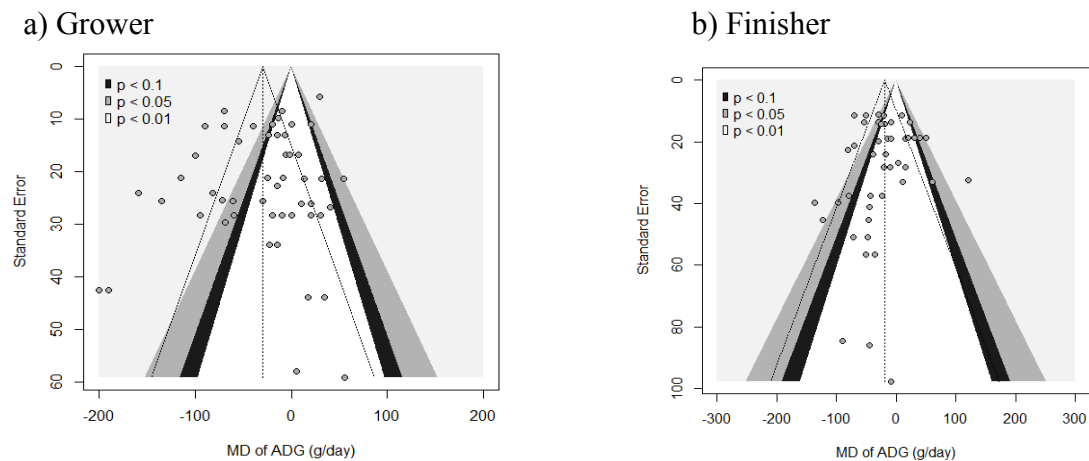 a) Grower
b) Finisher
p < 0.1
p < 0.05
p < 0.01
0
10
20
30
40
50
60
Standard Error
-200
-100
0
100
200
MD of ADG (g/day)
p < 0.1
p < 0.05
p < 0.01
0
20
40
60
80
100
Standard Error
-300
-200
-100
0
100
200
300
MD of ADG (g/day)